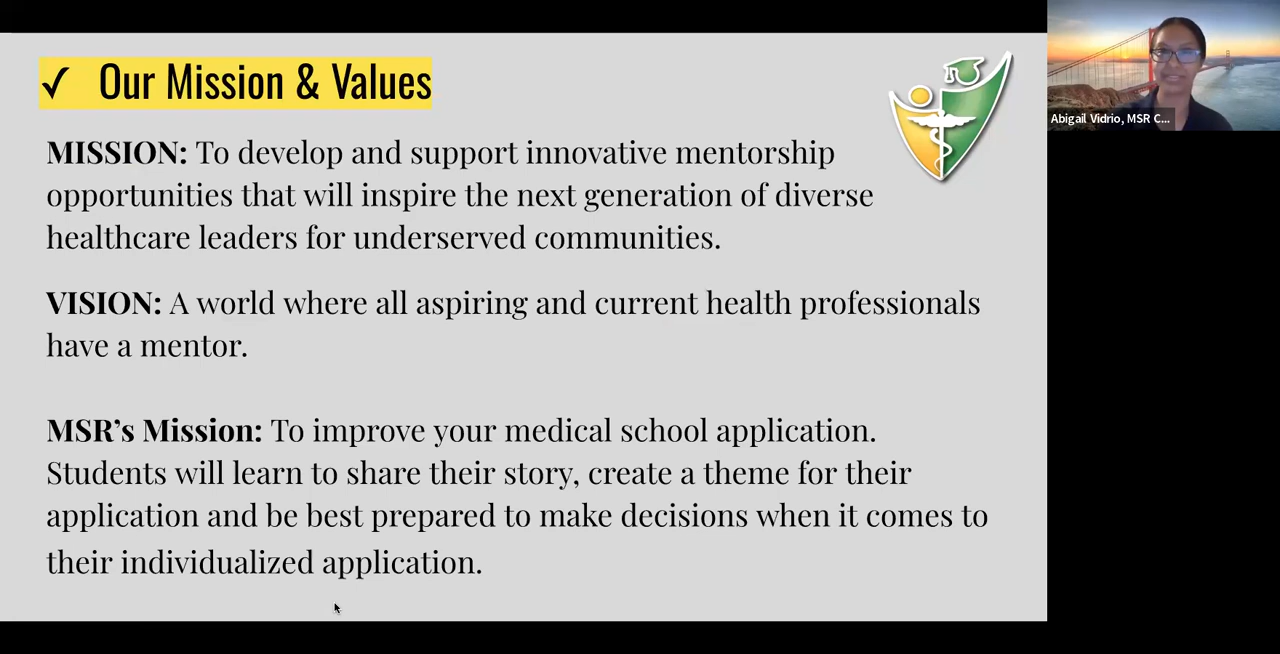 ✓ Our Mission & Values
MISSION: To develop and support innovative mentorship
opportunities that will inspire the next generation of diverse
healthcare leaders for underserved communities.
VISION: A world where all aspiring and current health professionals
have a mentor.
MSR’s Mission: To improve your medical school application.
Students will learn to share their story, create a theme for their
application and be best prepared to make decisions when it comes to
their individualized application.
Abigail Vidrio, MSR C...